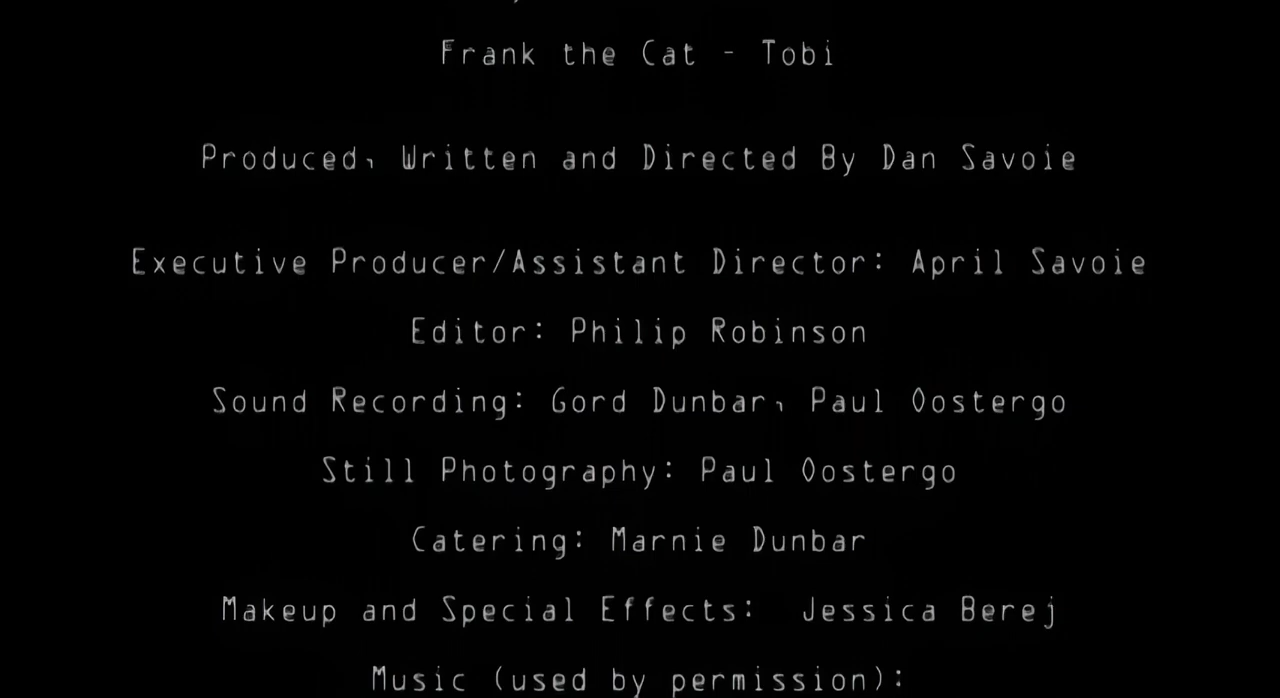 Frank the Cat - Tobi
Produced, Written and Directed By Dan Savoie
Executive Producer/Assistant Director: April Savoie
Editor: Philip Robinson
Sound Recording: Gord Dunbar, Paul Oostergo
Still Photography: Paul Oostergo
Catering: Marnie Dunbar
Makeup and Special Effects:  Jessica Berej
Music (used by permission):